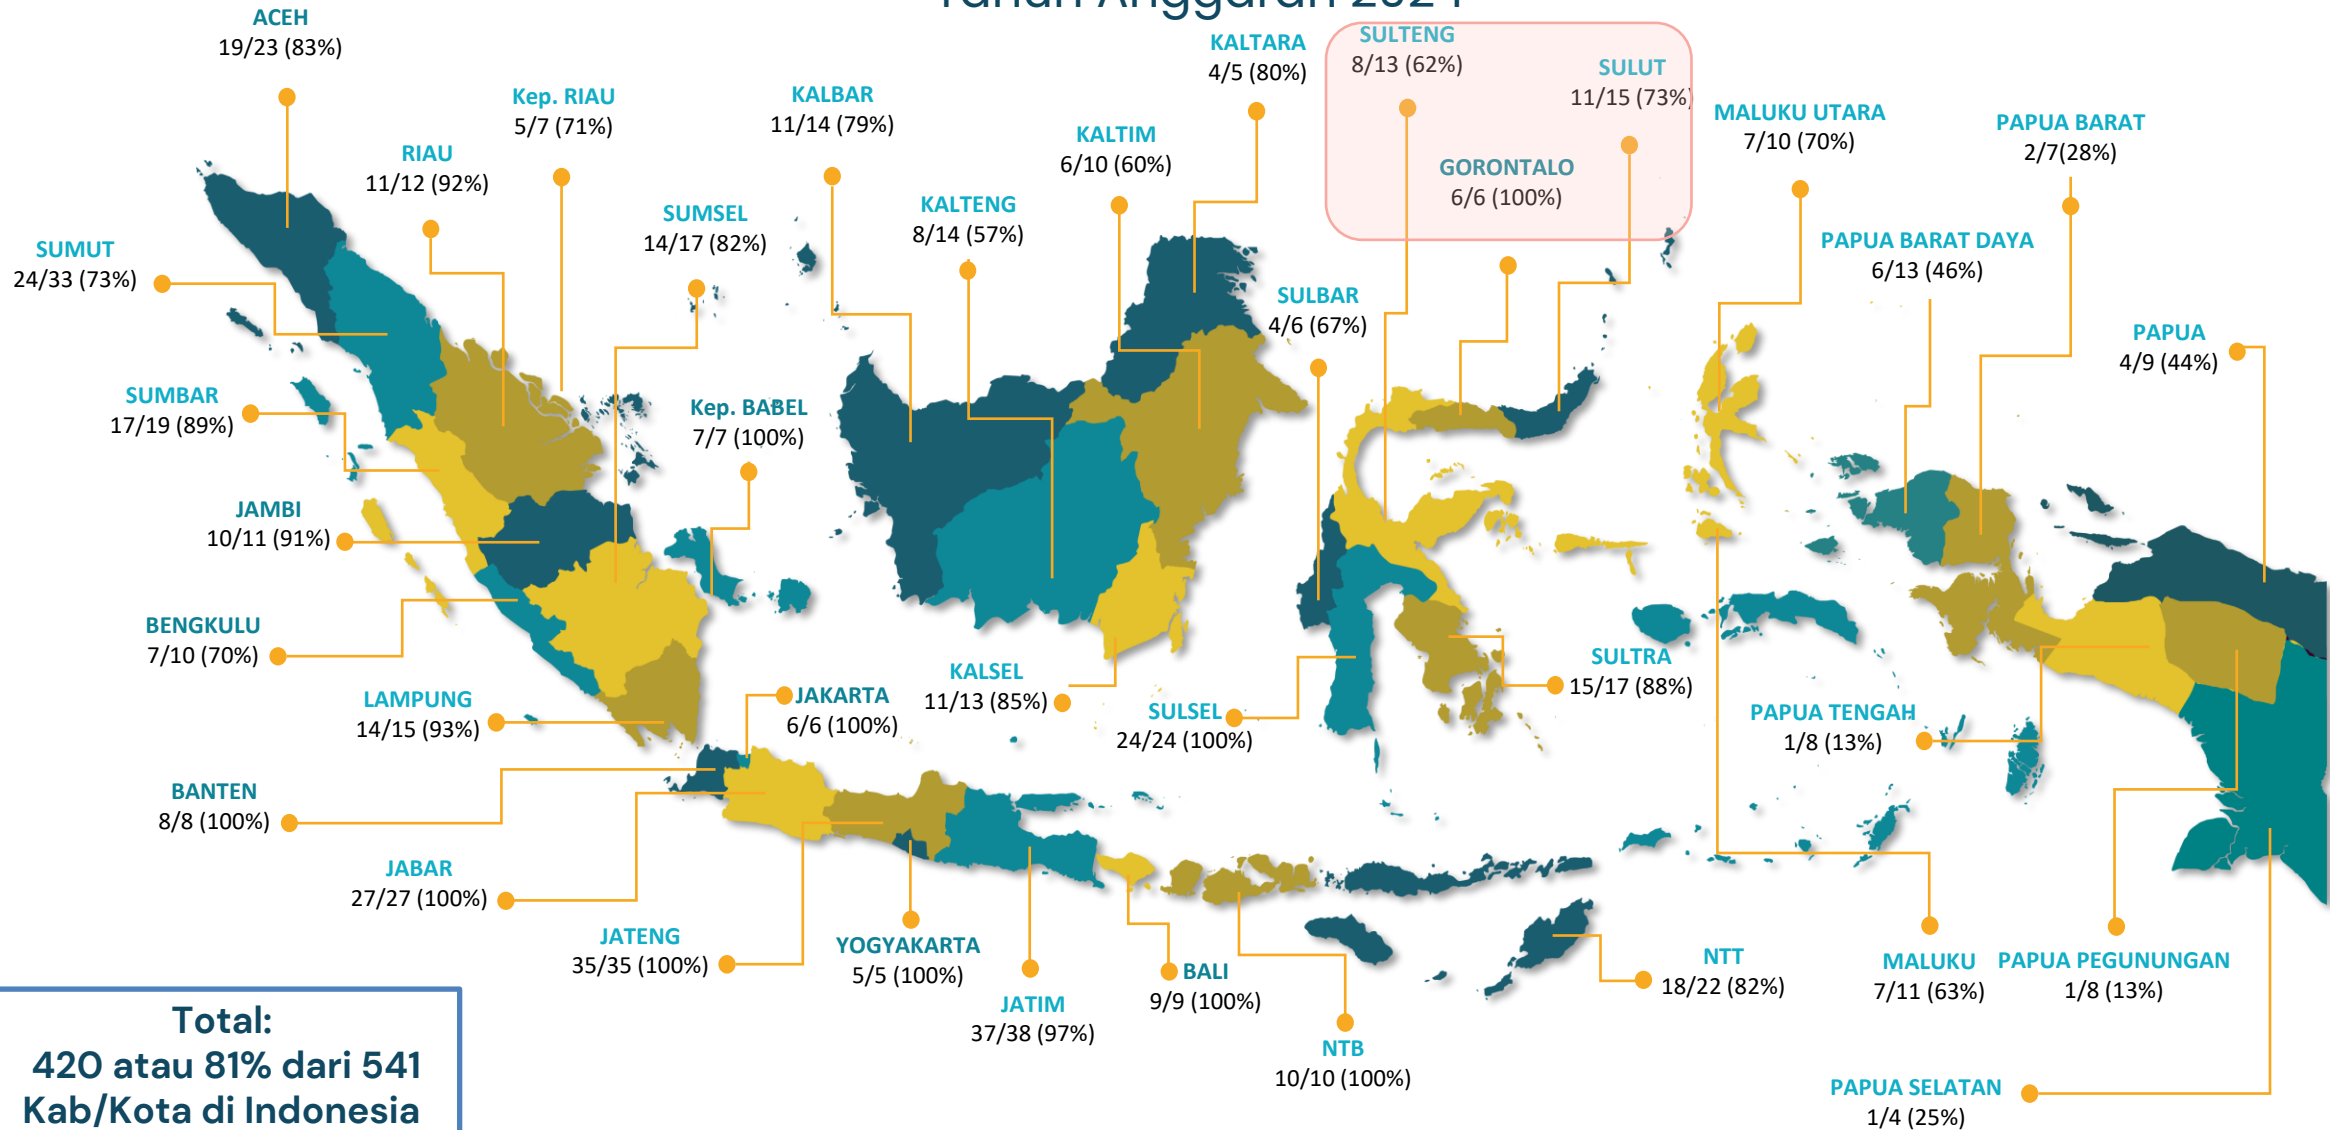 Tahun Anggaran 2024
ACEH
19/23 (83%)
KALTARA
4/5 (80%)
SULTENG
8/13 (62%)
SULUT
11/15 (73%)
Kep. RIAU
5/7 (71%)
KALBAR
11/14 (79%)
KALTIM
6/10 (60%)
MALUKU UTARA
7/10 (70%)
PAPUA BARAT
2/7(28%)
RIAU
11/12 (92%)
GORONTALO
6/6 (100%)
SUMSEL
14/17 (82%)
KALTENG
8/14 (57%)
SUMUT
24/33 (73%)
PAPUA BARAT DAYA
6/13 (46%)
SULBAR
4/6 (67%)
PAPUA
4/9 (44%)
SUMBAR
17/19 (89%)
Kep. BABEL
7/7 (100%)
JAMBI
10/11 (91%)
BENGKULU
7/10 (70%)
SULTRA
15/17 (88%)
KALSEL
11/13 (85%)
LAMPUNG
14/15 (93%)
JAKARTA
6/6 (100%)
SULSEL
24/24 (100%)
PAPUA TENGAH
1/8 (13%)
BANTEN
8/8 (100%)
JABAR
27/27 (100%)
JATENG
35/35 (100%)
YOGYAKARTA
5/5 (100%)
BALI
9/9 (100%)
NTT
18/22 (82%)
MALUKU
7/11 (63%)
PAPUA PEGUNUNGAN
1/8 (13%)
JATIM
37/38 (97%)
NTB
10/10 (100%)
PAPUA SELATAN
1/4 (25%)
Total:
420 atau 81% dari 541
Kab/Kota di Indonesia